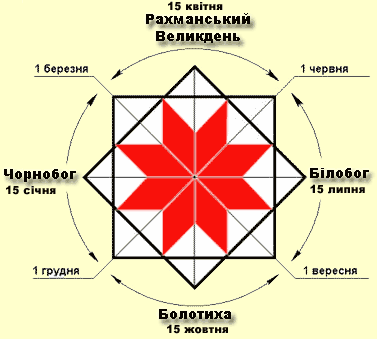 15 квітня
Рахманський
Великдень
1 березня
1 червня
Чорнобог
15 січня
Білобог
15 липня
1 грудня
1 вересня
Болотиха
15 жовтня